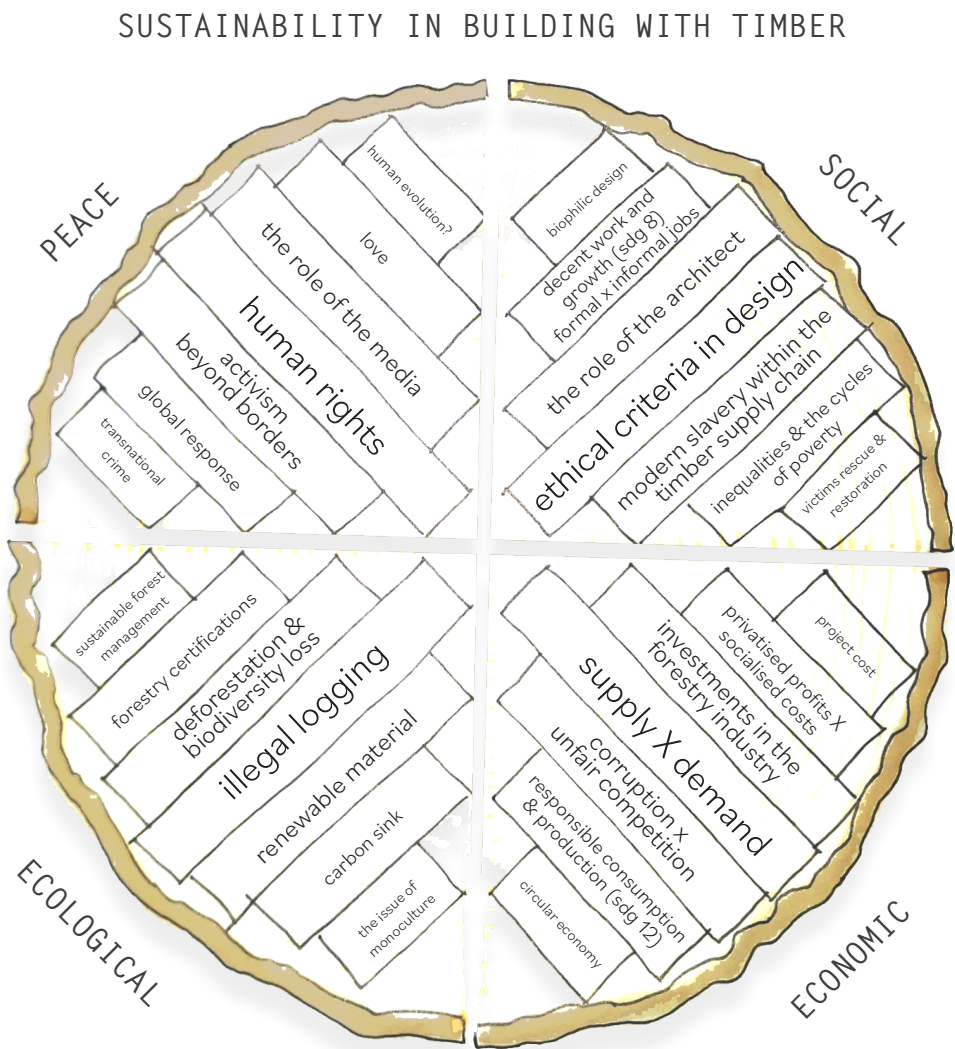 SUSTAINABILITY IN BUILDING WITH TIMBER
PEACE
human evolution?
love
the role of the media
human rights
activism
beyond borders
global response
transnational
crime
SOCIAL
biophilic design
decent work and
growth (sdg 8)
formal x informal jobs
the role of the architect
ethical criteria in design
modern slavery within the
timber supply chain
inequalities & the cycles
of poverty
victims rescue &
restoration
ECOLOGICAL
sustainable forest
management
forestry certifications
deforestation &
biodiversity loss
illegal logging
renewable material
carbon sink
the issue of
monoculture
ECONOMIC
project cost
privatised profits X
socialised costs
investments in the
forestry industry
supply X demand
corruption x
unfair competition
responsible consumption
& production (sdg 12)
circular economy